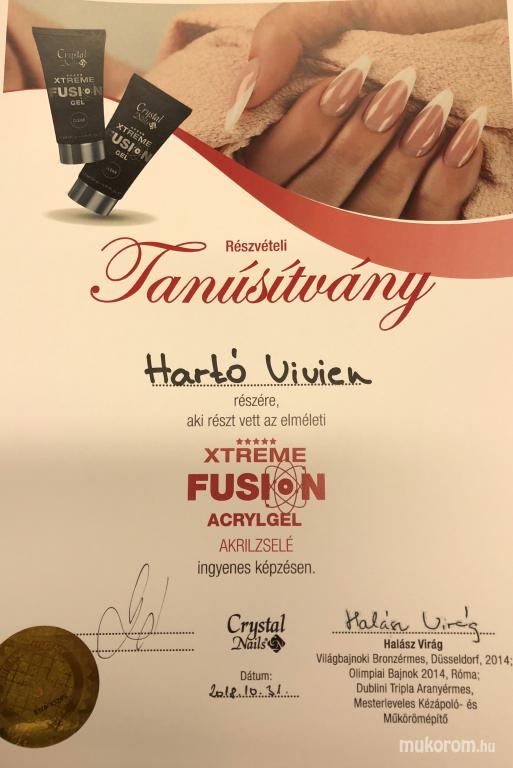 Crystal
Nails
XTREME
FUSION
GEL
CLEAR
Crystal
Nails
XTREME
FUSION
GEL
CLEAR
Részvételi
Tanúsítvány
Hartó Vivien
részére,
aki részt vett az elméleti
XTREME
FUSION
ACRYLGEL
AKRILZSELÉ
ingyenes képzésen.
Crystal
Nails
Dátum:
2018.10.31.
Halász Virág
Halász Virág
Világbajnoki Bronzérmes, Düsseldorf, 2014;
Olimpiai Bajnok 2014, Róma;
Dublini Tripla Aranyérmes,
Mesterleveles Kézápoló- és
Műkörömépítő
mukorom.hu